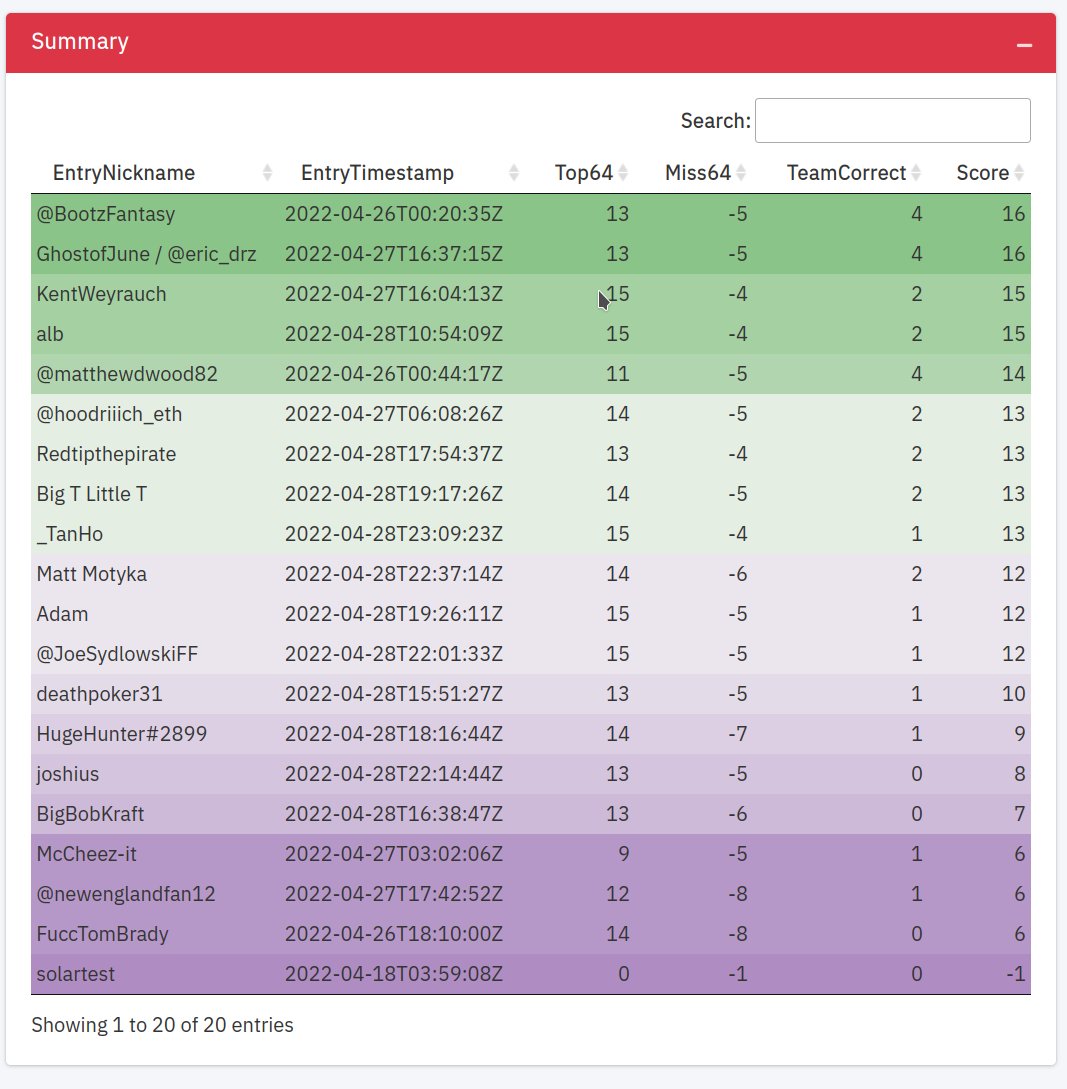 Summary
Search:
EntryNickname EntryTimestamp Top64 Miss64 TeamCorrect Score
@BootzFantasy 2022-04-26T00:20:35Z 13 -5 4 16
GhostofJune / @eric_drz 2022-04-27T16:37:15Z 13 -5 4 16
KentWeyrauch 2022-04-27T16:04:13Z 15 -4 2 15
alb 2022-04-28T10:54:09Z 15 -4 2 15
@matthewdwood82 2022-04-26T00:44:17Z 11 -5 4 14
@hoodriiich_eth 2022-04-27T06:08:26Z 14 -5 2 13
Redtipthepirate 2022-04-28T17:54:37Z 13 -4 2 13
Big T Little T 2022-04-28T19:17:26Z 14 -5 2 13
_TanHo 2022-04-28T23:09:23Z 15 -4 1 13
Matt Motyka 2022-04-28T22:37:14Z 14 -6 2 12
Adam 2022-04-28T19:26:11Z 15 -5 1 12
@JoeSydlowskiFF 2022-04-28T22:01:33Z 15 -5 1 12
deathpoker31 2022-04-28T15:51:27Z 13 -5 1 10
HugeHunter#2899 2022-04-28T18:16:44Z 14 -7 1 9
joshius 2022-04-28T22:14:44Z 13 -5 0 8
BigBobKraft 2022-04-28T16:38:47Z 13 -6 0 7
McCheez-it 2022-04-27T03:02:06Z 9 -5 1 6
@newenglandfan12 2022-04-27T17:42:52Z 12 -8 1 6
FuccTomBrady 2022-04-26T18:10:00Z 14 -8 0 6
solartest 2022-04-18T03:59:08Z 0 -1 0 -1
Showing 1 to 20 of 20 entries